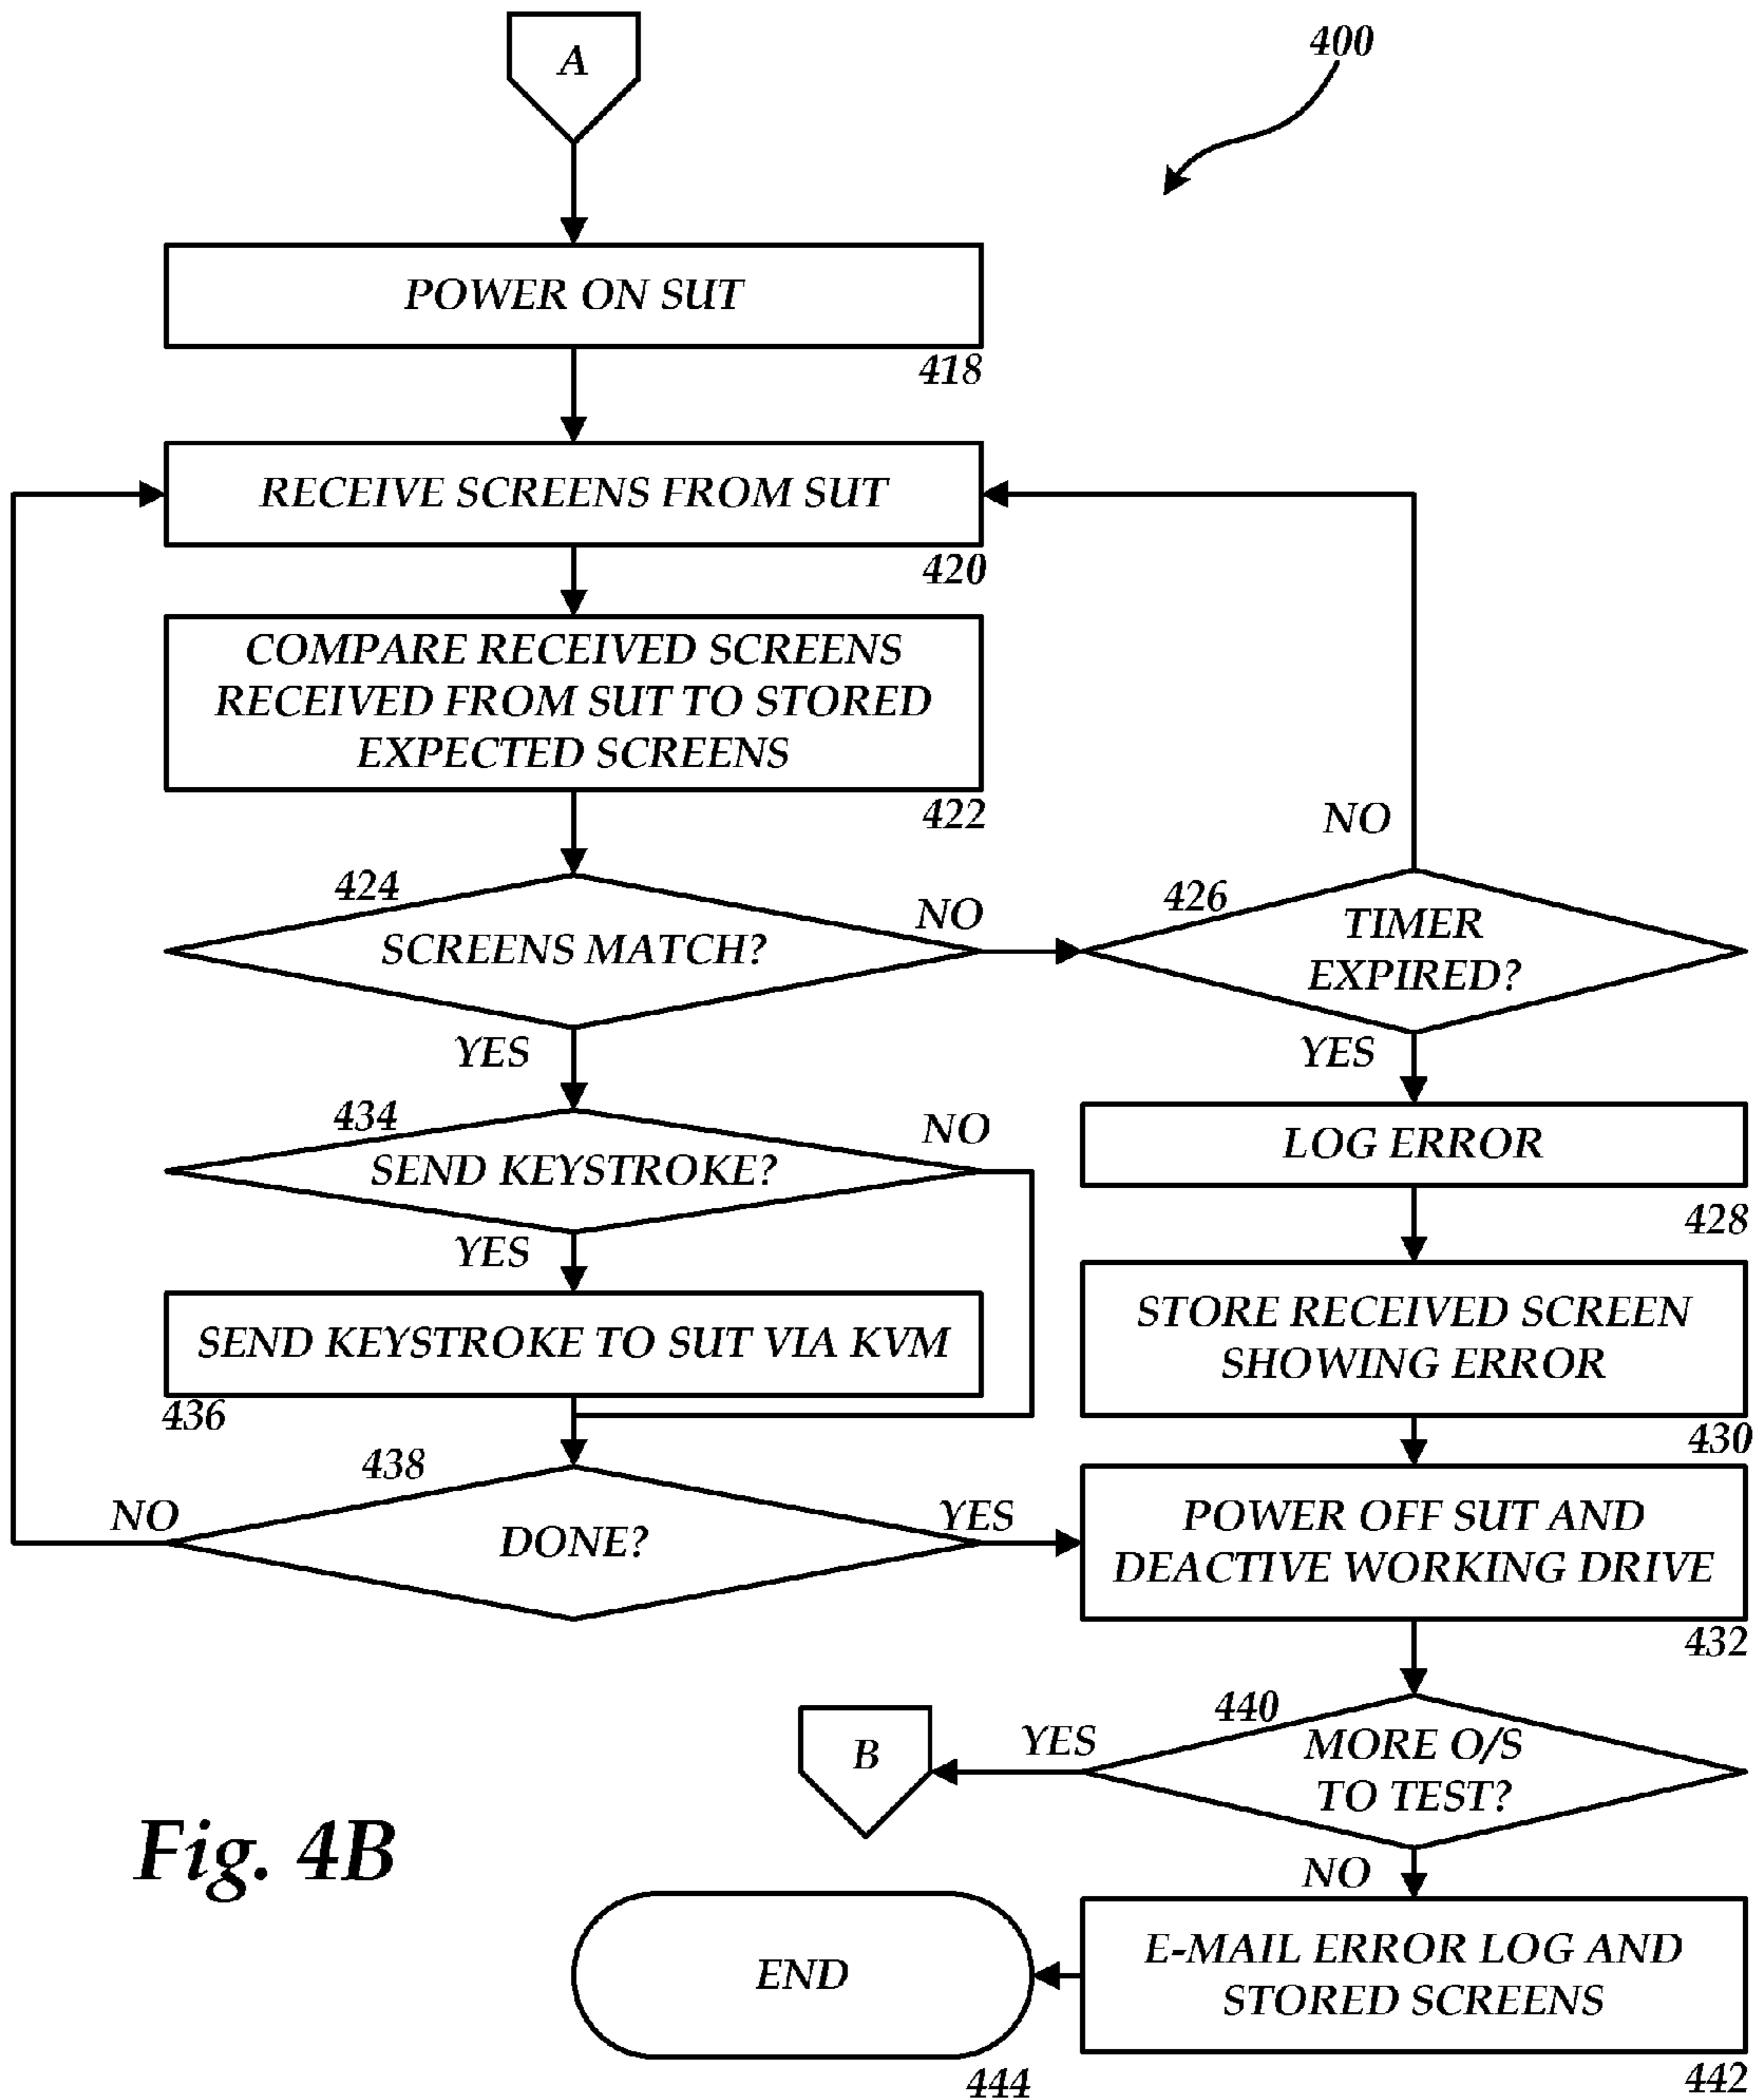 A
400
POWER ON SUT
418
RECEIVE SCREENS FROM SUT
420
COMPARE RECEIVED SCREENS
RECEIVED FROM SUT TO STORED
EXPECTED SCREENS
422
NO
424
SCREENS MATCH?
NO
426
TIMER
EXPIRED?
YES
YES
434
SEND KEYSTROKE?
NO
LOG ERROR
428
YES
SEND KEYSTROKE TO SUT VIA KVM
436
STORE RECEIVED SCREEN
SHOWING ERROR
430
438
NO
DONE?
YES
POWER OFF SUT AND
DEACTIVE WORKING DRIVE
432
440
MORE O/S
TO TEST?
YES
B
NO
Fig. 4B
E-MAIL ERROR LOG AND
STORED SCREENS
442
END
444